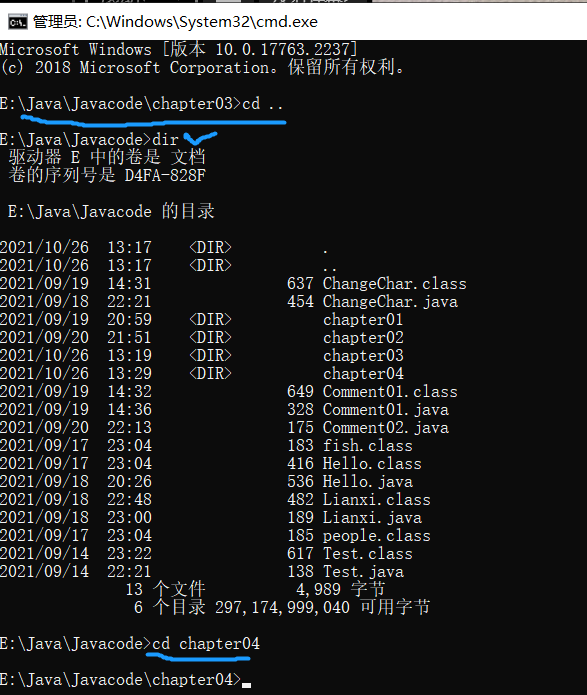 管理员: C:\Windows\System32\cmd.exe
Microsoft Windows [版本 10.0.17763.2237]
(c) 2018 Microsoft Corporation。保留所有权利。
E:\Java\Javacode\chapter03>cd ..
E:\Java\Javacode>dir
驱动器 E 中的卷是 文档
卷的序列号是 D4FA-828F
E:\Java\Javacode 的目录
2021/10/26  13:17    <DIR>          .
2021/10/26  13:17    <DIR>          ..
2021/09/19  14:31               637 ChangeChar.class
2021/09/18  22:21               454 ChangeChar.java
2021/09/19  20:59    <DIR>          chapter01
2021/09/20  21:51    <DIR>          chapter02
2021/10/26  13:19    <DIR>          chapter03
2021/10/26  13:29    <DIR>          chapter04
2021/09/19  14:32               649 Comment01.class
2021/09/19  14:36               328 Comment01.java
2021/09/20  22:13               175 Comment02.java
2021/09/17  23:04               183 fish.class
2021/09/17  23:04               416 Hello.class
2021/09/18  20:26               536 Hello.java
2021/09/18  22:48               482 Lianxi.class
2021/09/18  23:00               189 Lianxi.java
2021/09/17  23:04               185 people.class
2021/09/14  23:22               617 Test.class
2021/09/14  22:21               138 Test.java
13 个文件          4,989 字节
6 个目录 297,174,999,040 可用字节
E:\Java\Javacode>cd chapter04
E:\Java\Javacode\chapter04>